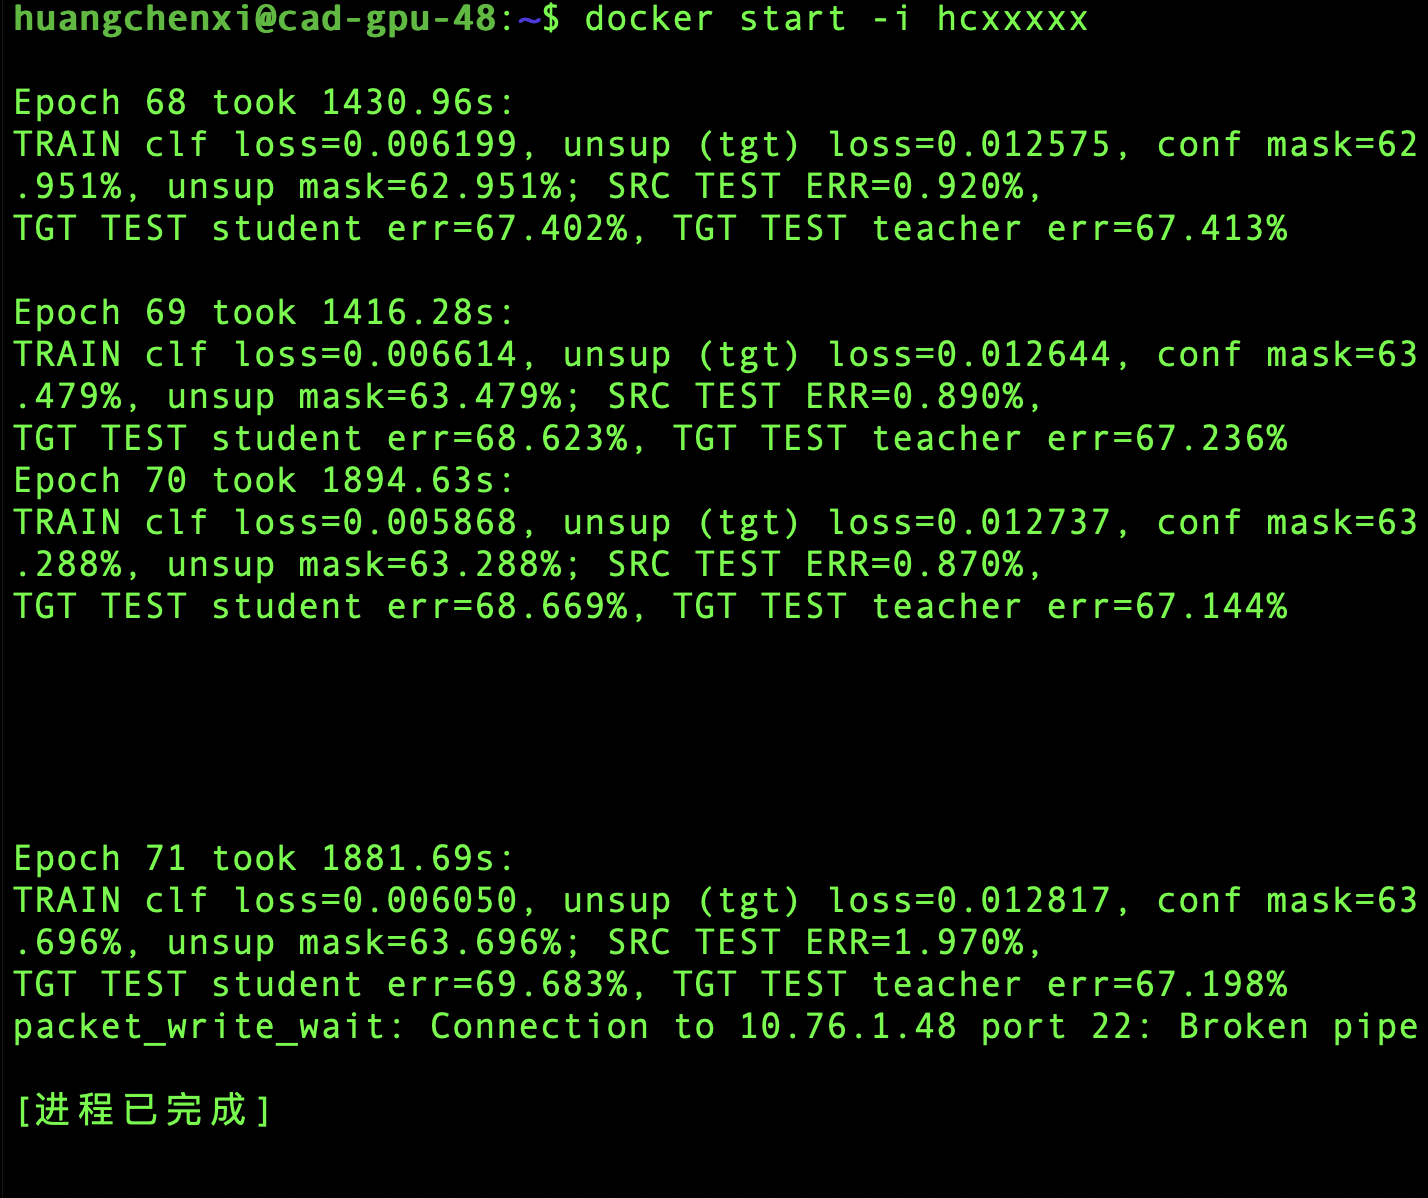 huangchenxi@cad-gpu-48:~$ docker start -i hcxxxxx
Epoch 68 took 1430.96s:
TRAIN clf loss=0.006199, unsup (tgt) loss=0.012575, conf mask=62
.951%, unsup mask=62.951%; SRC TEST ERR=0.920%,
TGT TEST student err=67.402%, TGT TEST teacher err=67.413%
Epoch 69 took 1416.28s:
TRAIN clf loss=0.006614, unsup (tgt) loss=0.012644, conf mask=63
.479%, unsup mask=63.479%; SRC TEST ERR=0.890%,
TGT TEST student err=68.623%, TGT TEST teacher err=67.236%
Epoch 70 took 1894.63s:
TRAIN clf loss=0.005868, unsup (tgt) loss=0.012737, conf mask=63
.288%, unsup mask=63.288%; SRC TEST ERR=0.870%,
TGT TEST student err=68.669%, TGT TEST teacher err=67.144%
Epoch 71 took 1881.69s:
TRAIN clf loss=0.006050, unsup (tgt) loss=0.012817, conf mask=63
.696%, unsup mask=63.696%; SRC TEST ERR=1.970%,
TGT TEST student err=69.683%, TGT TEST teacher err=67.198%
packet_write_wait: Connection to 10.76.1.48 port 22: Broken pipe
[进程已完成]